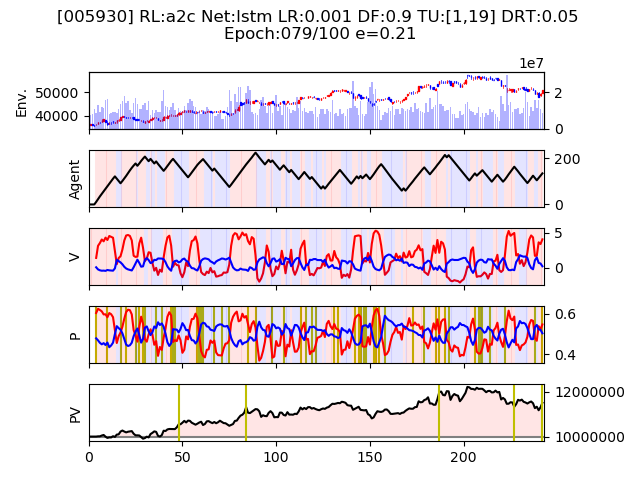 [005930] RL:a2c Net:lstm LR:0.001 DF:0.9 TU:[1,19] DRT:0.05
Epoch:079/100 e=0.21
1e7
Env.
50000
40000
2
0
Agent
200
0
V
5
0
P
0.6
0.4
PV
12000000
10000000
0
50
100
150
200